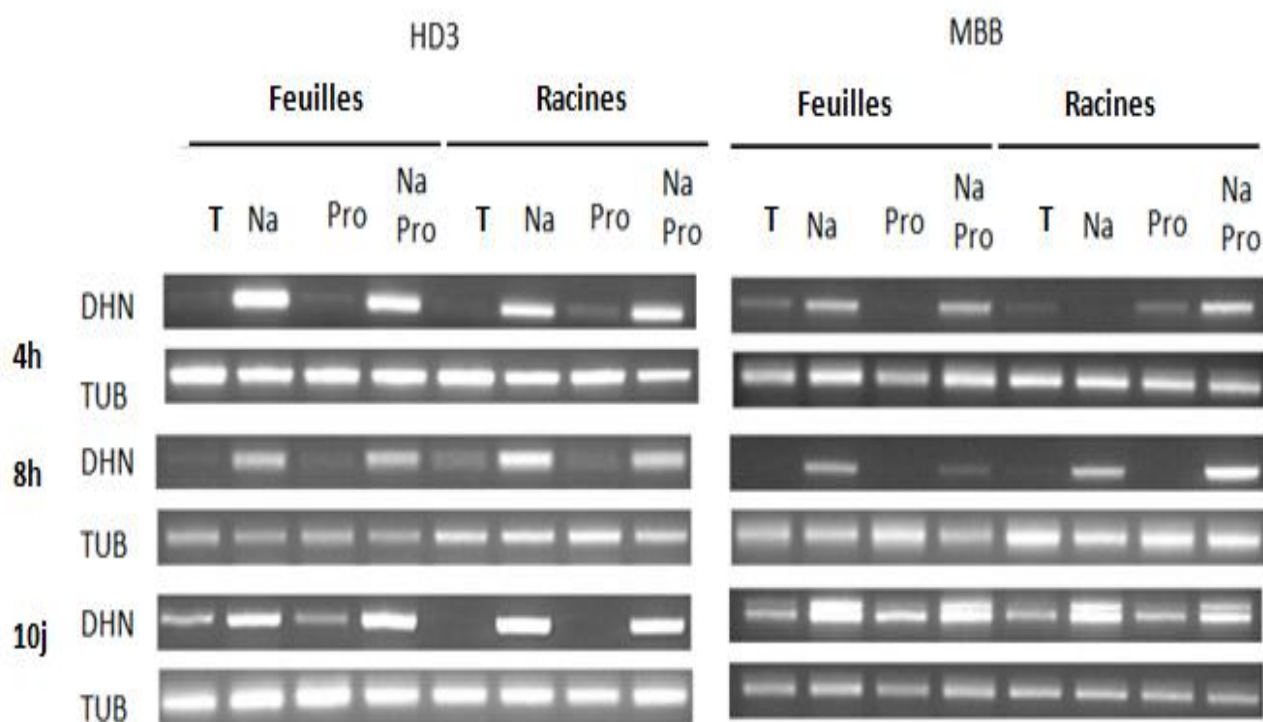 HD3 MBB
Feuilles Racines Feuilles Racines
T Na Pro Na Pro T Na Pro Na Pro T Na Pro Na Pro T Na Pro Na Pro
4h
DHN
TUB
8h
DHN
TUB
10j
DHN
TUB